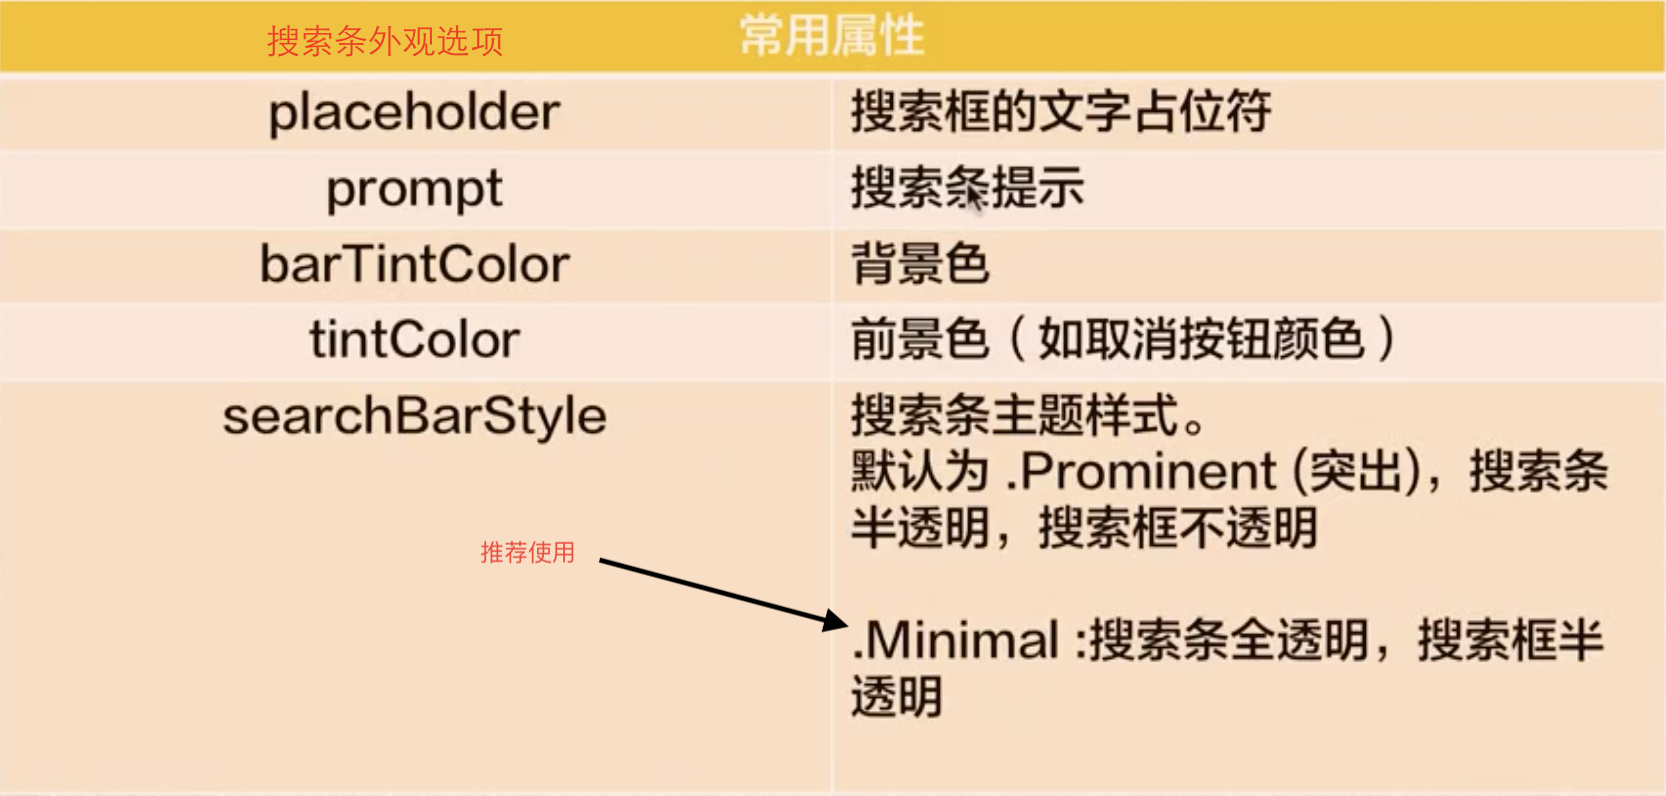 搜索条外观选项
常用属性
placeholder
搜索框的文字占位符
prompt
搜索条提示
barTintColor
背景色
tintColor
前景色（如取消按钮颜色）
searchBarStyle
搜索条主题样式。
默认为 .Prominent (突出)，搜索条
半透明，搜索框不透明
推荐使用
.Minimal :搜索条全透明，搜索框半
透明